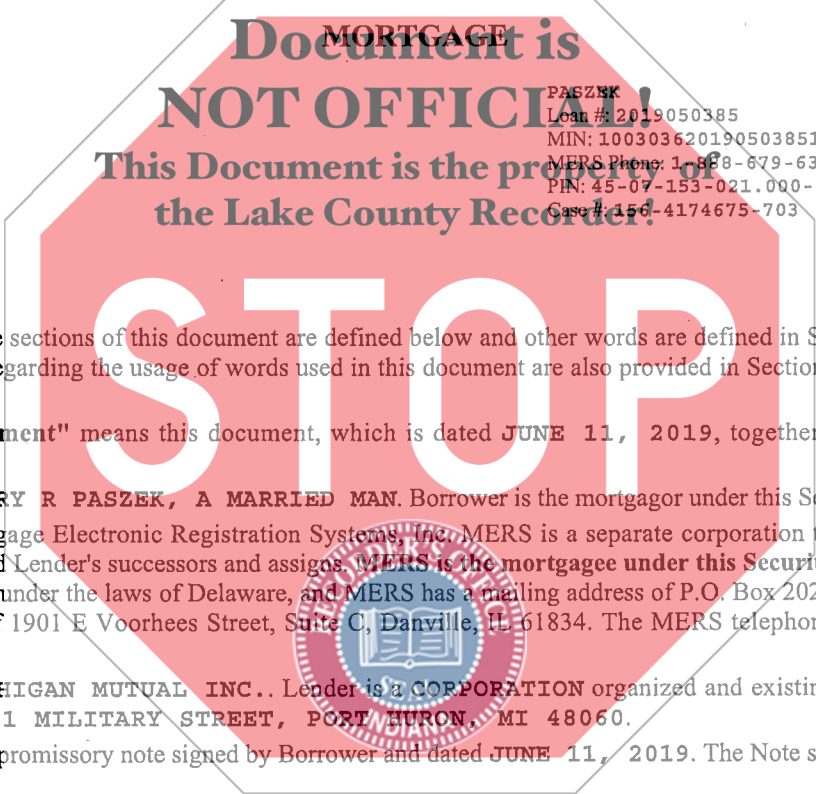 MORTGAGE
Document is
NOT OFFICIAL!
This Document is the property of
the Lake County Recorder!
PASZEK
Loan #: 2019050385
MIN: 100303620190503851
MERS Phone: 1-888-679-63
PIN: 45-07-153-021.000-
Case #: 156-4174675-703
STOP
e sections of this document are defined below and other words are defined in S
egarding the usage of words used in this document are also provided in Section
ment" means this document, which is dated JUNE 11, 2019, together
RY R PASZEK, A MARRIED MAN. Borrower is the mortgagor under this Se
gage Electronic Registration Systems, Inc. MERS is a separate corporation t
d Lender's successors and assigns. MERS is the mortgagee under this Securit
under the laws of Delaware, and MERS has a mailing address of P.O. Box 202
f 1901 E Voorhees Street, Suite C, Danville, IL 61834. The MERS telephon
HIGAN MUTUAL INC.. Lender is a CORPORATION organized and existin
1 MILITARY STREET, PORT HURON, MI 48060.
promissory note signed by Borrower and dated JUNE 11, 2019. The Note s
RECORDER'S OFFICE
INDIANA